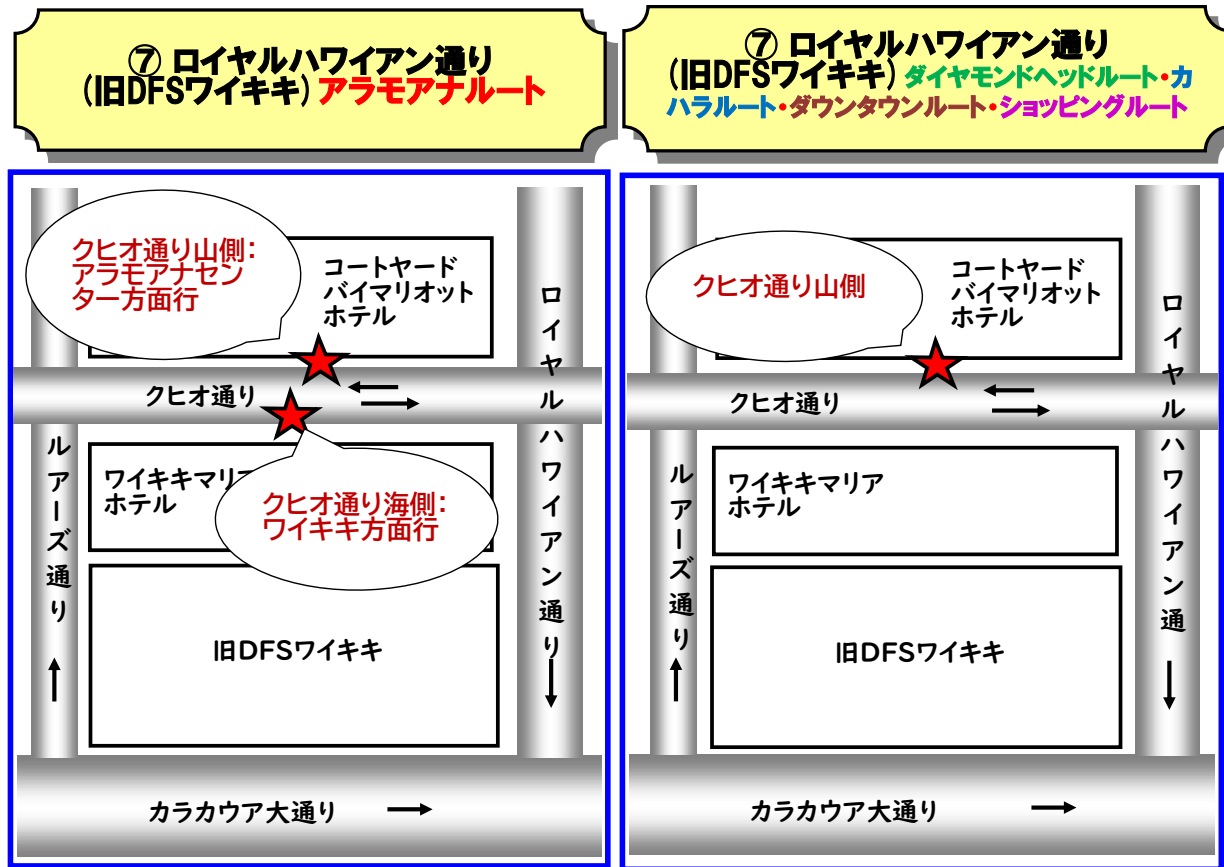 ⑦ ロイヤルハワイアン通り
(旧DFSワイキキ) アラモアナルート
クヒオ通り山側：
アラモアナセン
ター方面行
コートヤード
バイマリオット
ホテル
クヒオ通り
ワイキキマリア
ホテル
クヒオ通り海側：
ワイキキ方面行
ルアーズ通り
ロイヤルハワイアン通り
旧DFSワイキキ
カラカウア大通り
⑦ ロイヤルハワイアン通り
(旧DFSワイキキ) ダイヤモンドヘッドルート・カ
ハラルート・ダウンタウンルート・ショッピングルート
クヒオ通り山側
コートヤード
バイマリオット
ホテル
クヒオ通り
ワイキキマリア
ホテル
ルアーズ通り
ロイヤルハワイアン通
旧DFSワイキキ
カラカウア大通り